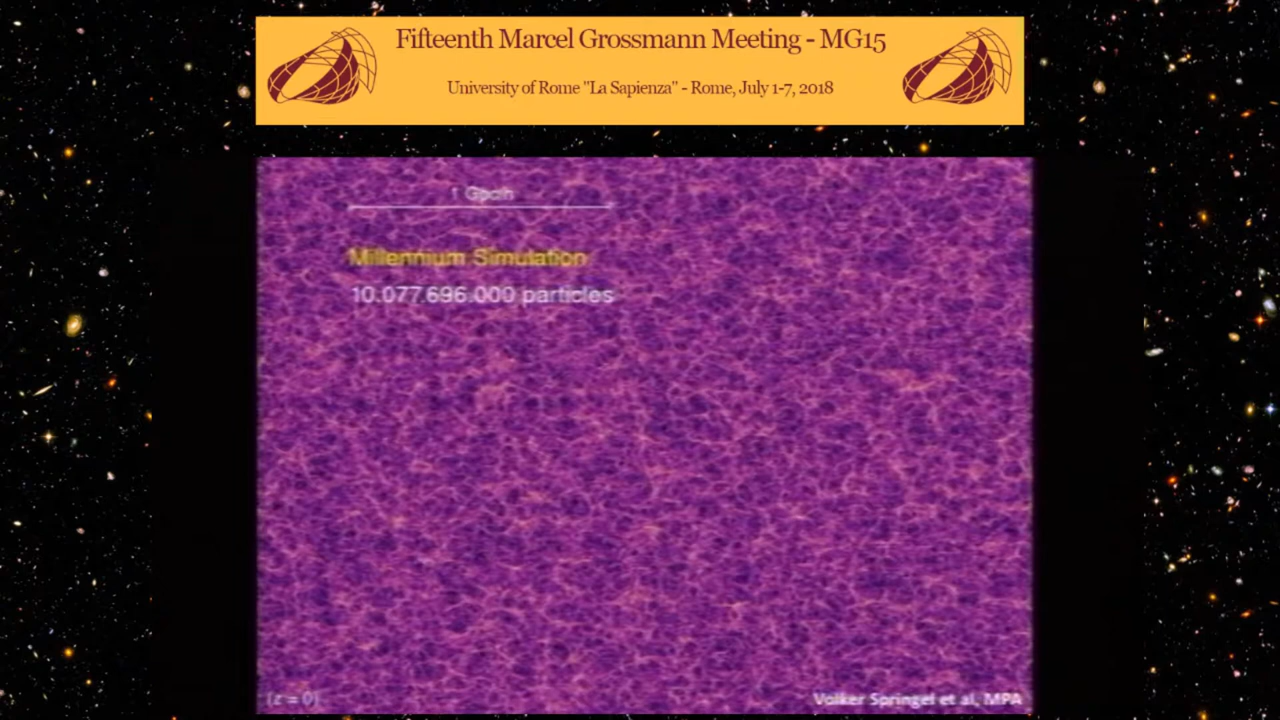 Fifteenth Marcel Grossmann Meeting - MG15
University of Rome "La Sapienza" - Rome, July 1-7, 2018
1 Gpc/h
Millennium Simulation
10.077.696.000 particles
(z = 0)
Volker Springel et al, MPA